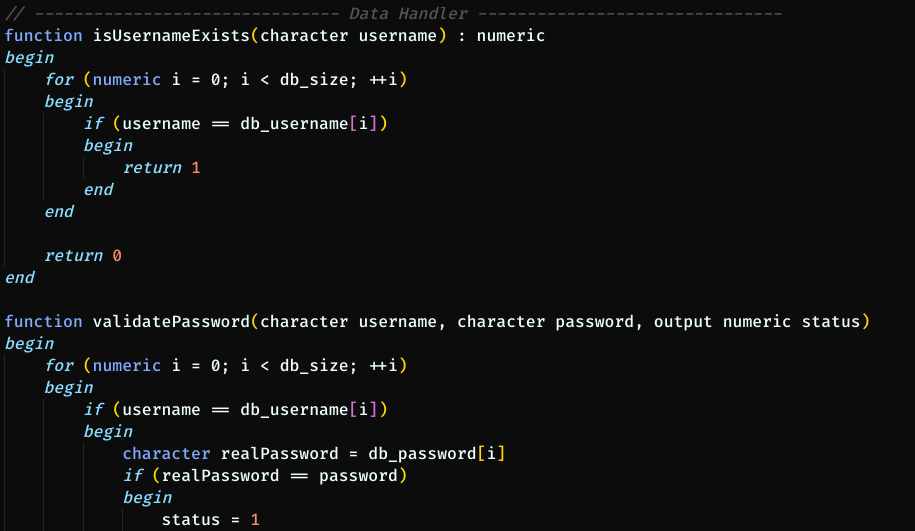 // ------------------------------- Data Handler -------------------------------
function isUsernameExists(character username) : numeric
begin
    for (numeric i = 0; i < db_size; ++i)
    begin
        if (username == db_username[i])
        begin
            return 1
        end
    end

    return 0
end

function validatePassword(character username, character password, output numeric status)
begin
    for (numeric i = 0; i < db_size; ++i)
    begin
        if (username == db_username[i])
        begin
            character realPassword = db_password[i]
            if (realPassword == password)
            begin
                status = 1